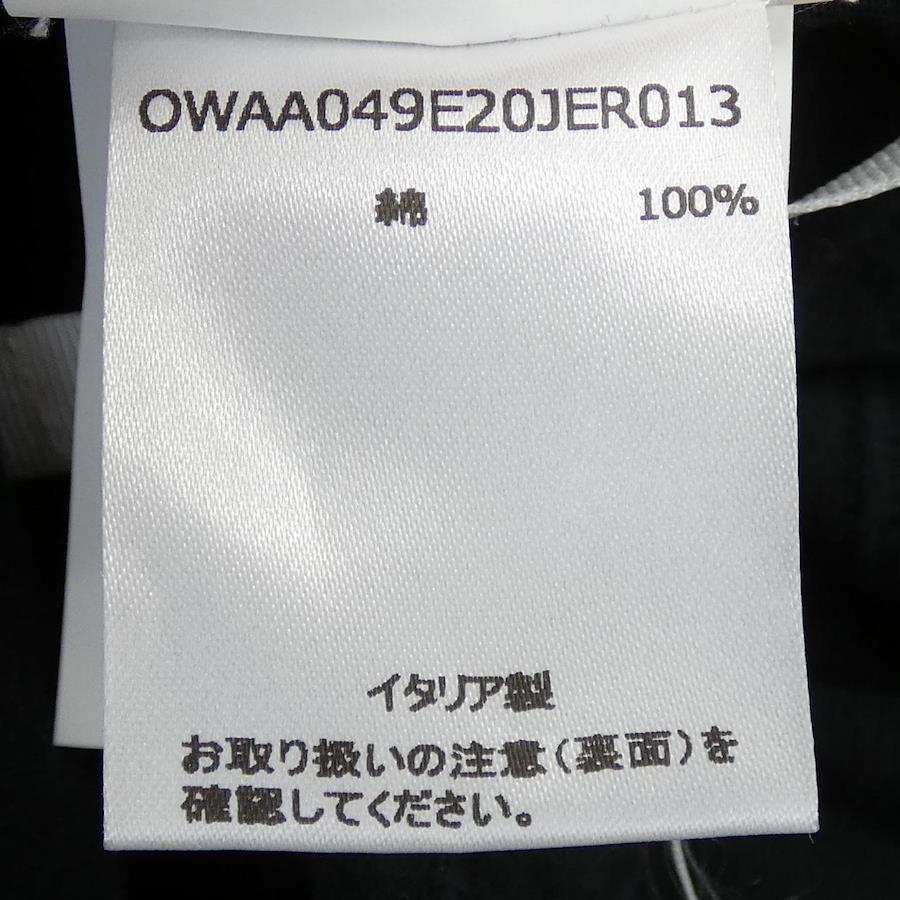 OWAA049E20JER013
綿 100%
イタリア製
お取り扱いの注意(裏面)を
確認してください。